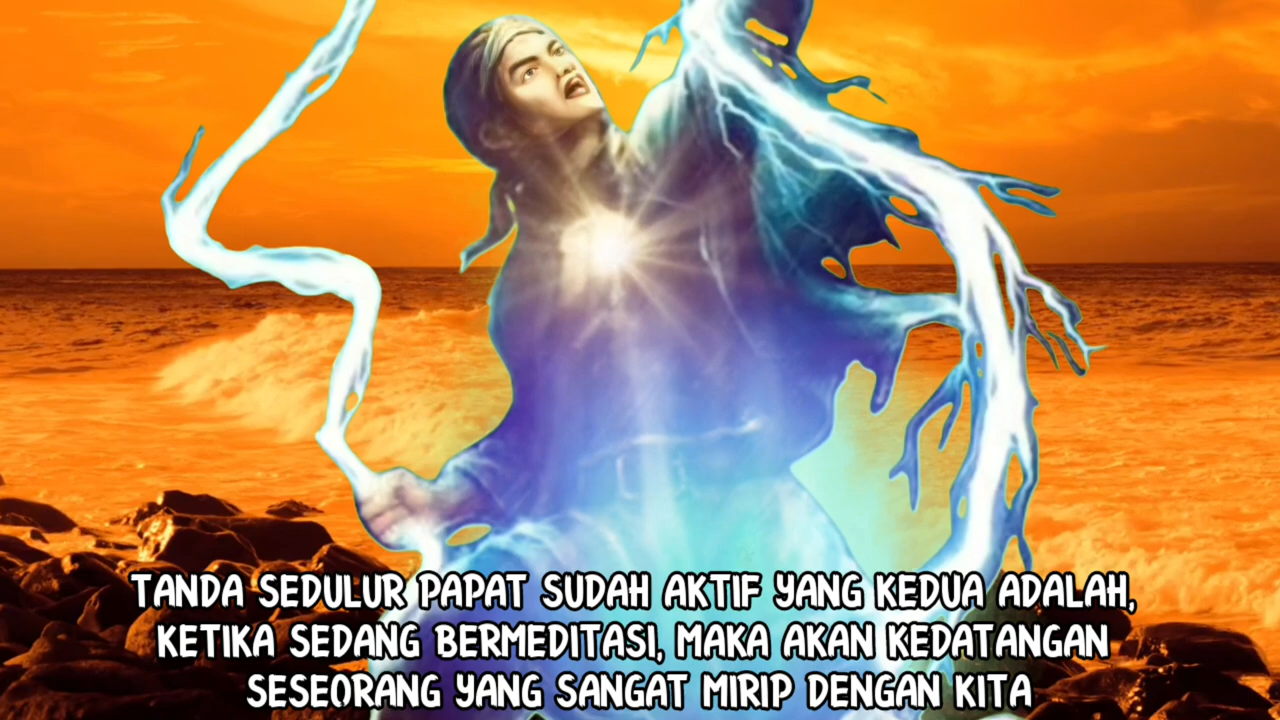 TANDA SEDULUR PAPAT SUDAH AKTIF YANG KEDUA ADALAH,
KETIKA SEDANG BERMEDITASI, MAKA AKAN KEDATANGAN
SESEORANG YANG SANGAT MIRIP DENGAN KITA